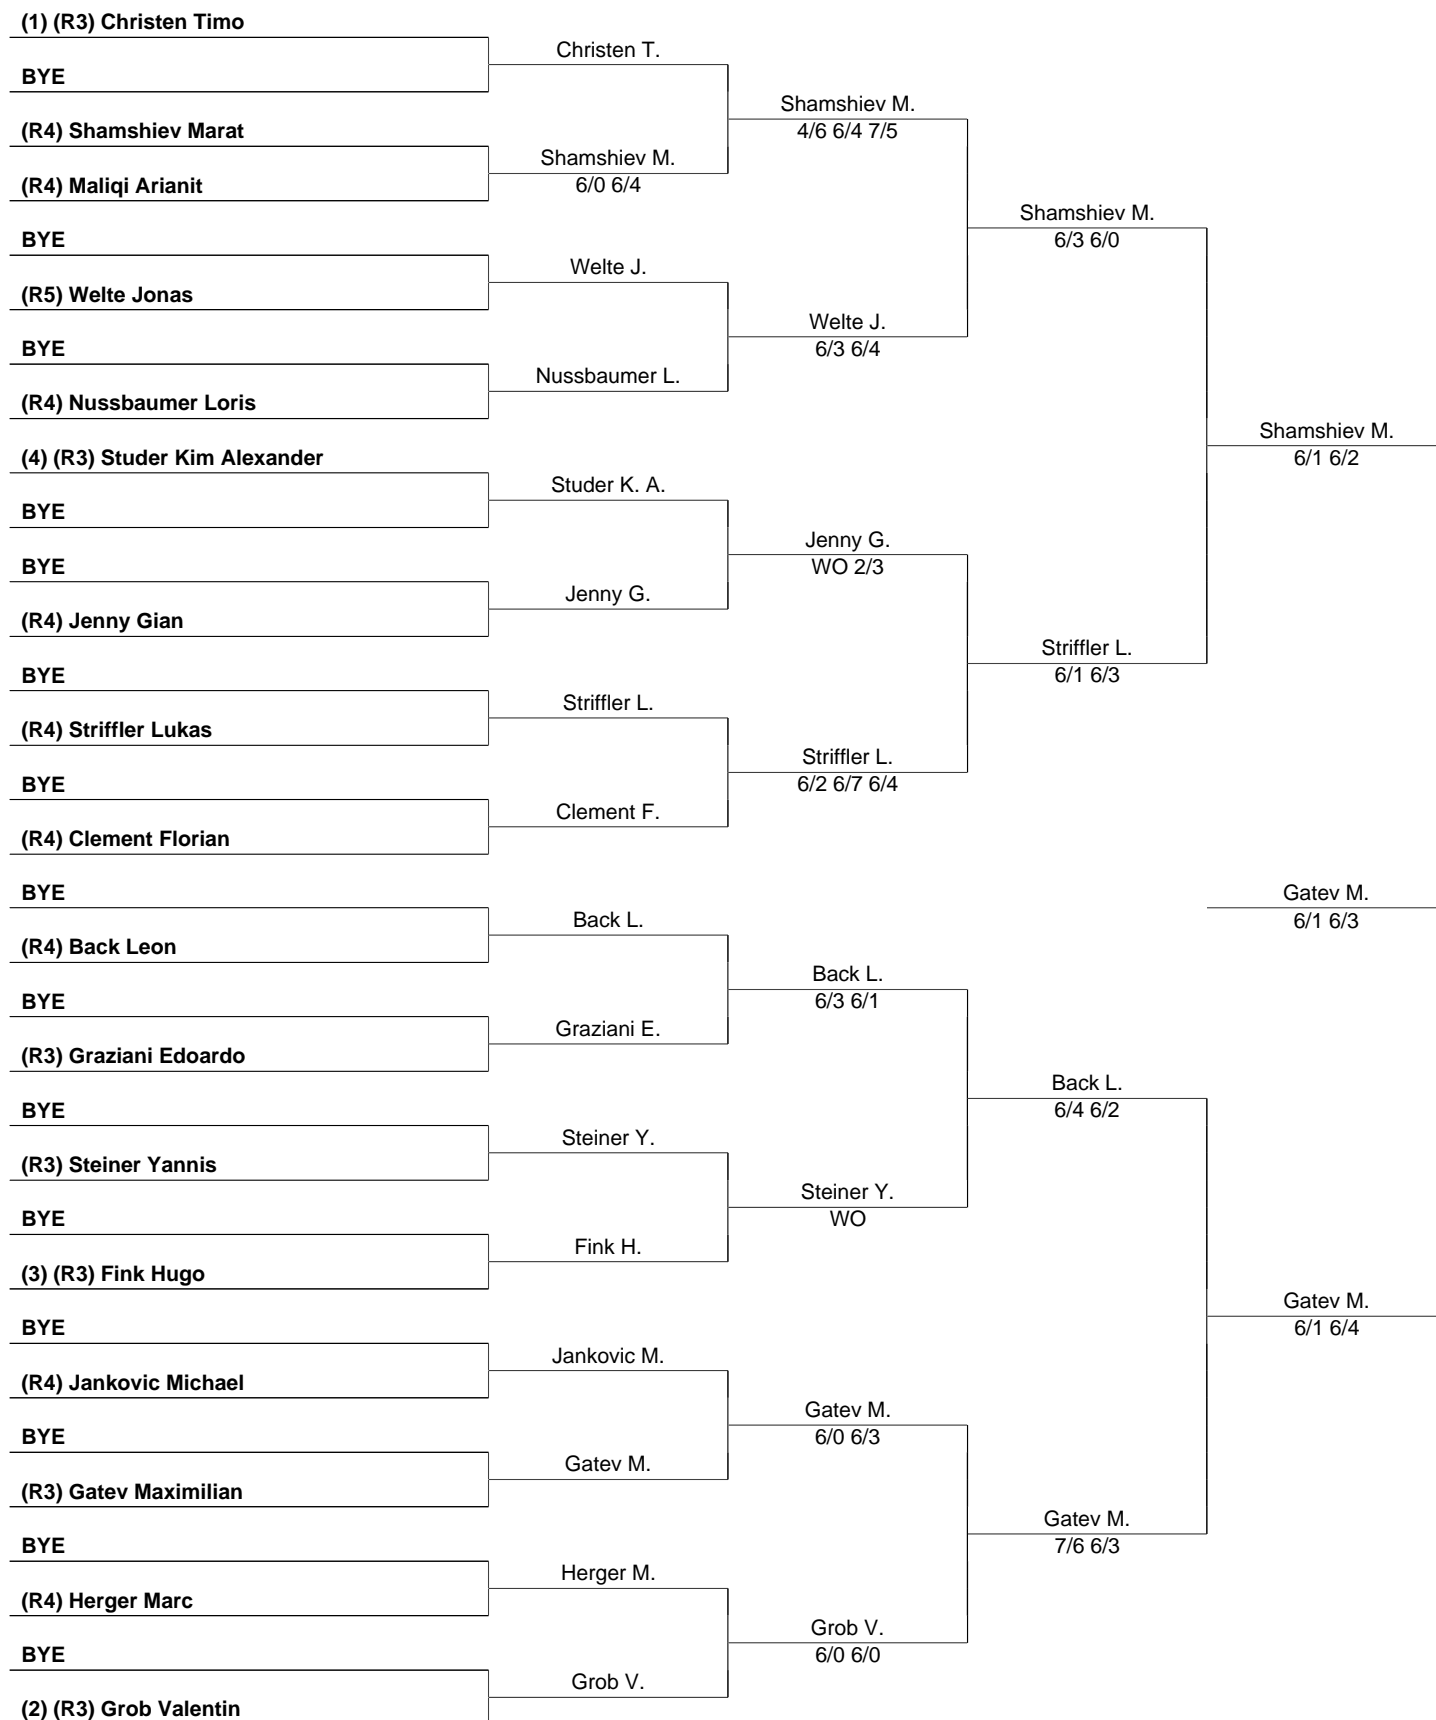 (1) (R3) Christen Timo
BYE
(R4) Shamshiev Marat
(R4) Maliqi Arianit
BYE
(R5) Welte Jonas
BYE
(R4) Nussbaumer Loris
(4) (R3) Studer Kim Alexander
BYE
BYE
(R4) Jenny Gian
BYE
(R4) Striffler Lukas
BYE
(R4) Clement Florian
BYE
(R4) Back Leon
BYE
(R3) Graziani Edoardo
BYE
(R3) Steiner Yannis
BYE
(3) (R3) Fink Hugo
BYE
(R4) Jankovic Michael
BYE
(R3) Gatev Maximilian
BYE
(R4) Herger Marc
BYE
(2) (R3) Grob Valentin
Christen T.
Shamshiev M.
6/0 6/4
Welte J.
Nussbaumer L.
Studer K. A.
Jenny G.
Striffler L.
Clement F.
Back L.
Graziani E.
Steiner Y.
Fink H.
Jankovic M.
Gatev M.
Herger M.
Grob V.
Shamshiev M.
4/6 6/4 7/5
Welte J.
6/3 6/4
Jenny G.
WO 2/3
Striffler L.
6/2 6/7 6/4
Back L.
6/3 6/1
Steiner Y.
WO
Gatev M.
6/0 6/3
Grob V.
6/0 6/0
Shamshiev M.
6/3 6/0
Striffler L.
6/1 6/3
Back L.
6/4 6/2
Gatev M.
7/6 6/3
Shamshiev M.
6/1 6/2
Gatev M.
6/1 6/3
Gatev M.
6/1 6/4